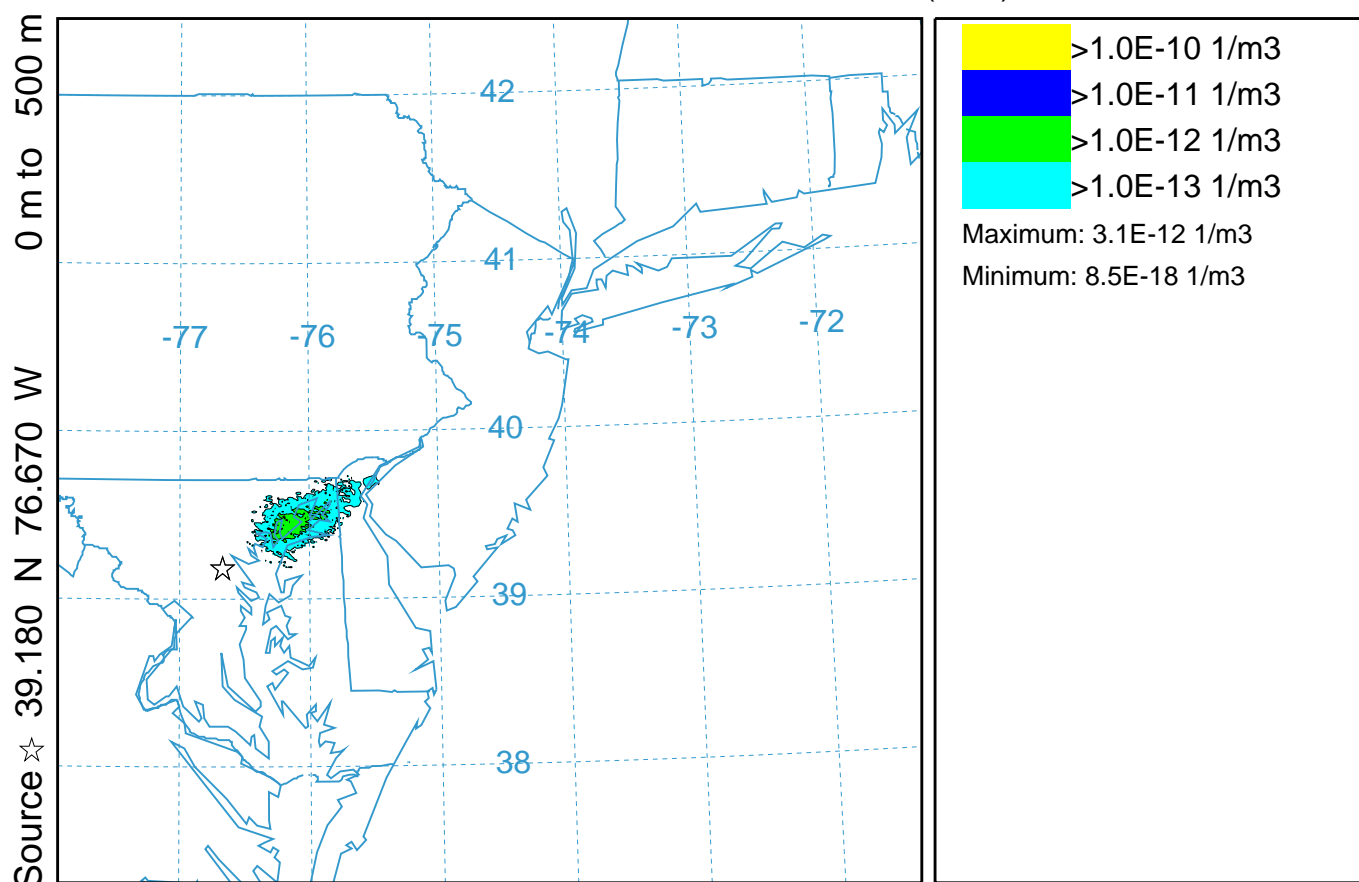 Source ☆ 39.180 N 76.670 W 0 m to 500 m
42
41
-77 -76 -75 -74 -73 -72
40
39
38
>1.0E-10 1/m3
>1.0E-11 1/m3
>1.0E-12 1/m3
>1.0E-13 1/m3
Maximum: 3.1E-12 1/m3
Minimum: 8.5E-18 1/m3